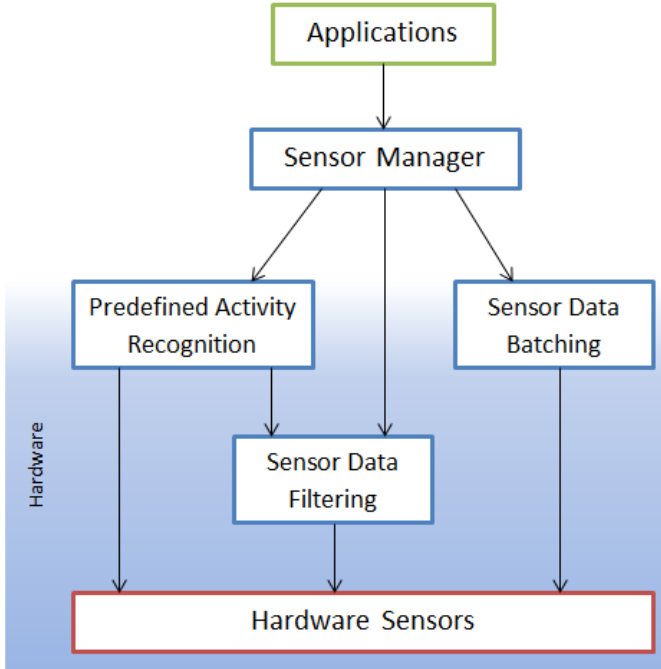 Applications
Sensor Manager
Predefined Activity
Recognition
Sensor Data
Batching
Hardware
Sensor Data
Filtering
Hardware Sensors